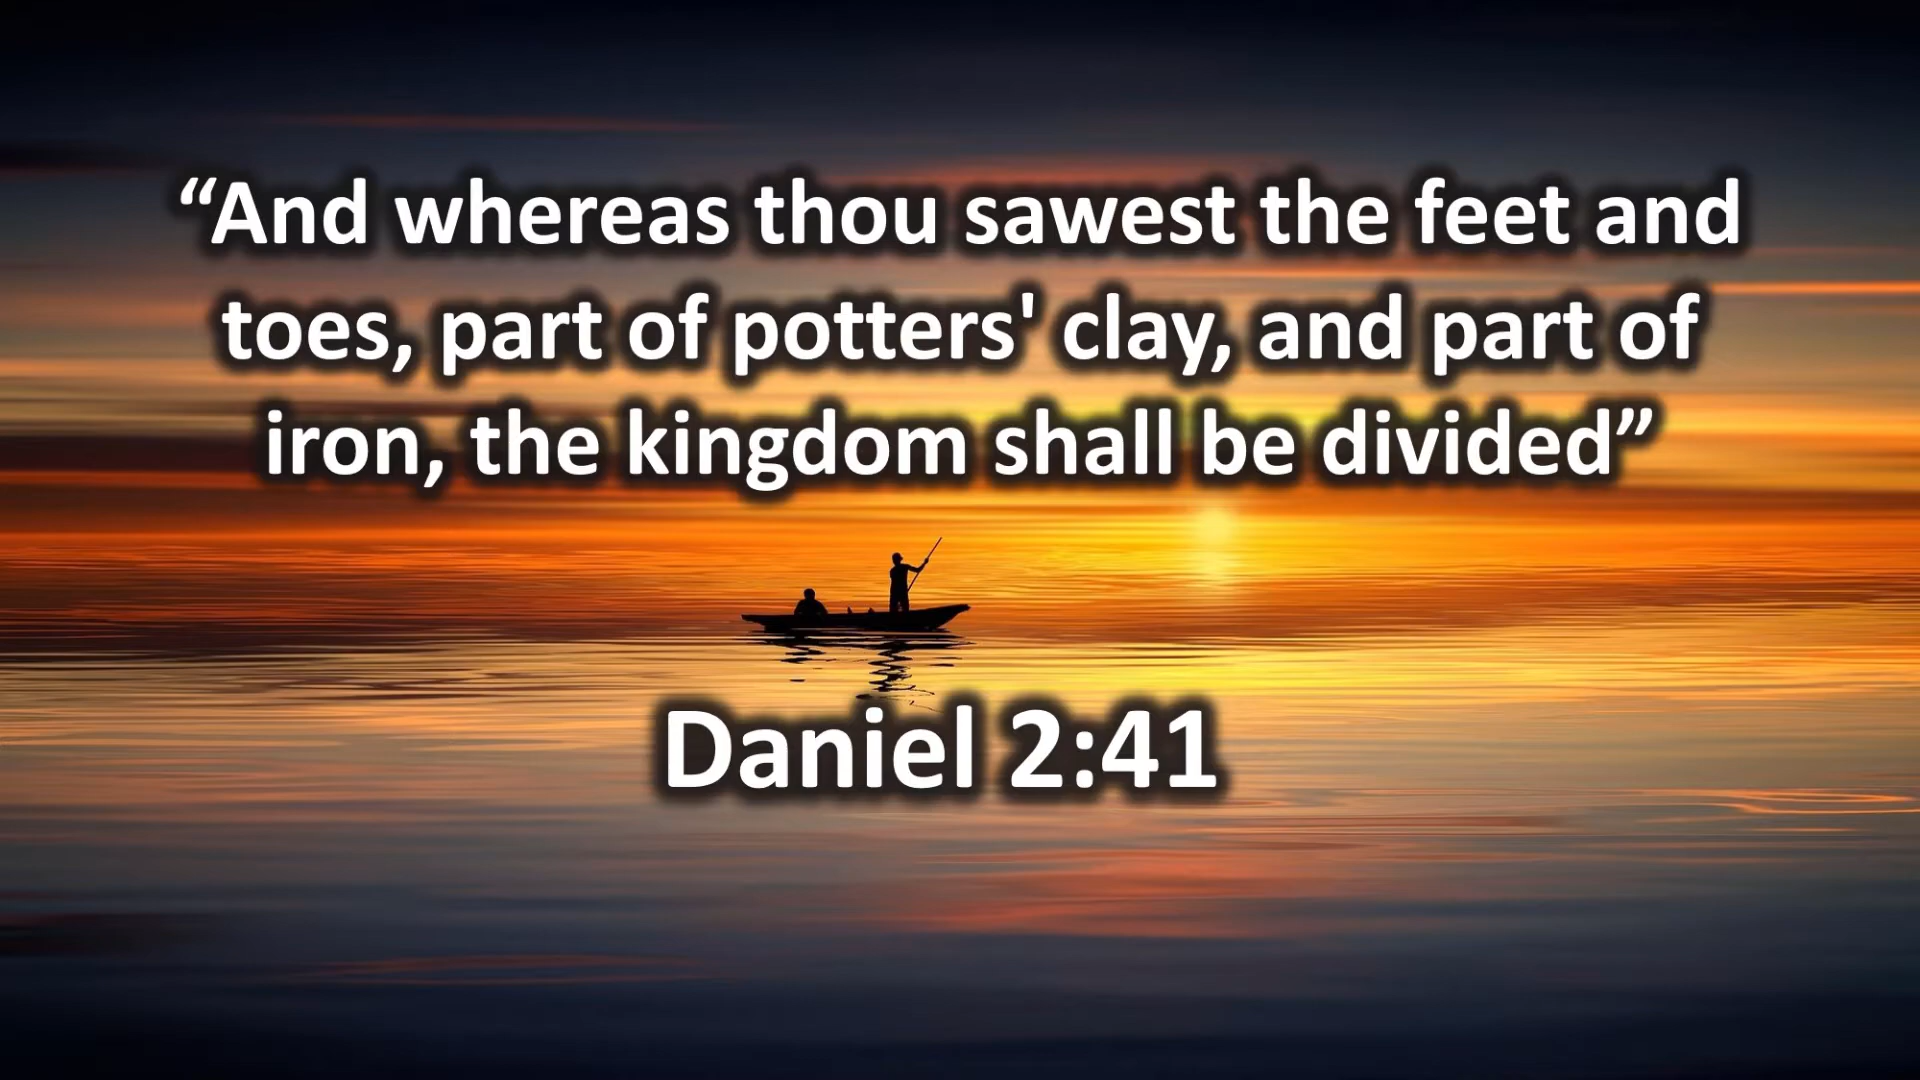 “And whereas thou sawest the feet and
toes, part of potters' clay, and part of
iron, the kingdom shall be divided”
Daniel 2:41